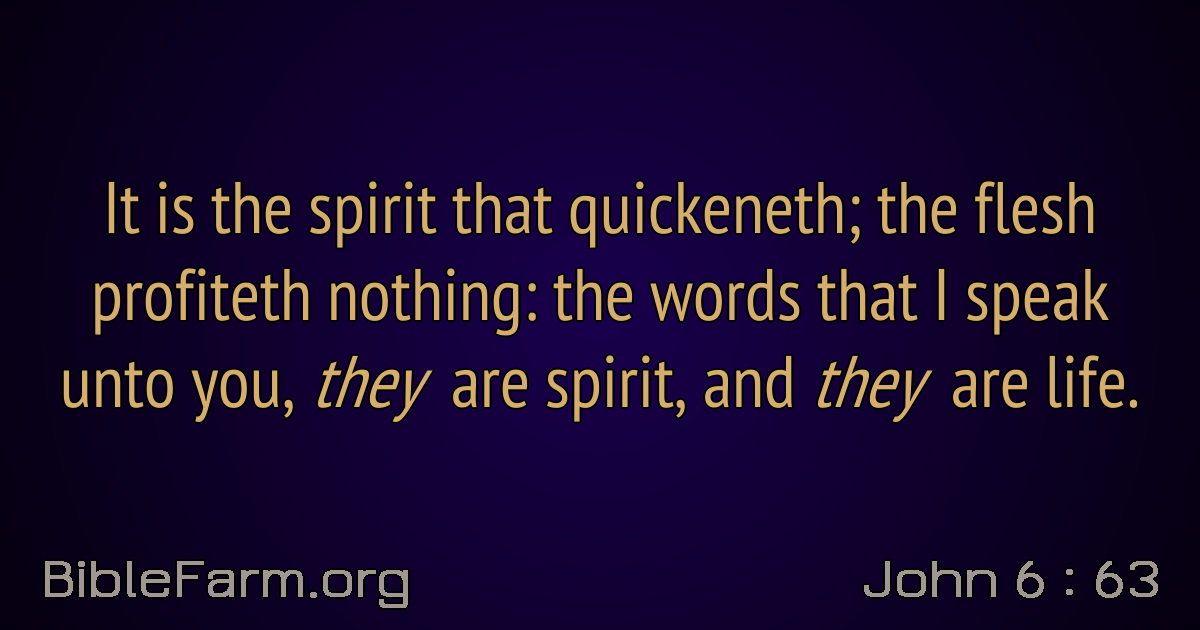 It is the spirit that quickeneth; the flesh
profiteth nothing: the words that I speak
unto you, they are spirit, and they are life.
BibleFarm.org
John 6 : 63